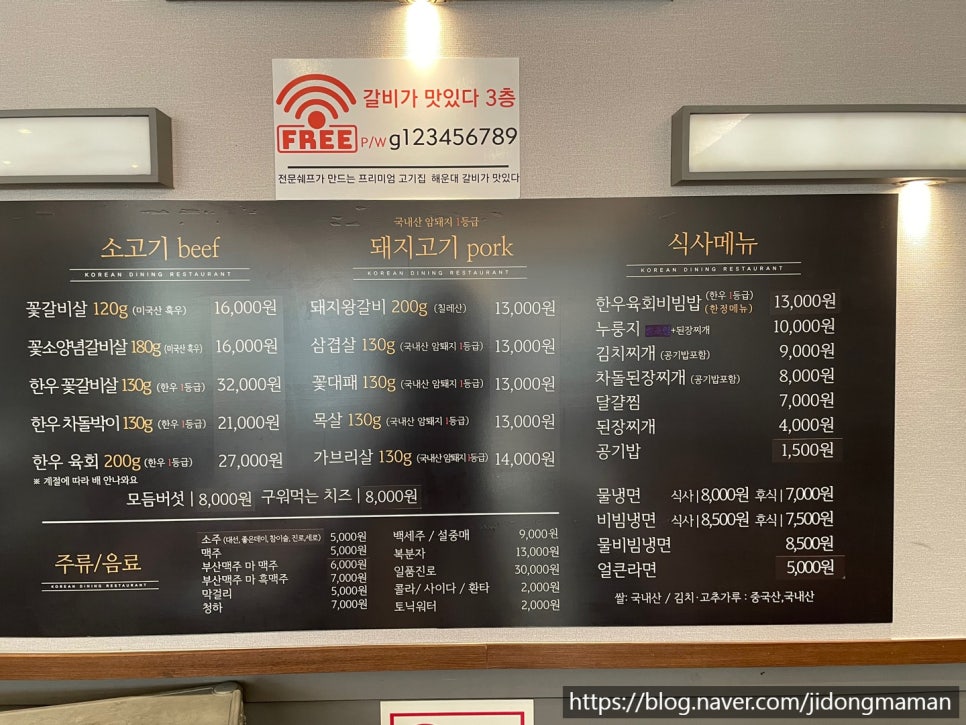 갈비가 맛있다 3층
FREE P/W g123456789
전문쉐프가 만드는 프리미엄 고기집 해운대 갈비가 맛있다
소고기 beef
KOREAN DINING RESTAURANT
꽃갈비살 120g (미국산 흑우) 16,000원
꽃소양념갈비살 180g (미국산 흑우) 16,000원
한우 꽃갈비살 130g (한우 1등급) 32,000원
한우 차돌박이 130g (한우 1등급) 21,000원
한우 육회 200g (한우 1등급) 27,000원
※ 계절에 따라 배 안나와요
국내산 암돼지 1등급
돼지고기 pork
KOREAN DINING RESTAURANT
돼지왕갈비 200g (칠레산) 13,000원
삼겹살 130g (국내산 암돼지 1등급) 13,000원
꽃대패 130g (국내산 암돼지 1등급) 13,000원
목살 130g (국내산 암돼지 1등급) 13,000원
가브리살 130g (국내산 암돼지 1등급) 14,000원
모듬버섯 | 8,000원 구워먹는 치즈 | 8,000원
주류/음료
KOREAN DINING RESTAURANT
소주 (대선, 좋은데이, 참이슬, 진로, 새로) 5,000원
맥주 5,000원
부산맥주 마 맥주 6,000원
부산맥주 마 흑맥주 7,000원
막걸리 5,000원
청하 7,000원
백세주 / 설중매 9,000원
복분자 13,000원
일품진로 30,000원
콜라/ 사이다 / 환타 2,000원
토닉워터 2,000원
식사메뉴
KOREAN DINING RESTAURANT
한우육회비빔밥 (한우 1등급) (한정메뉴) 13,000원
누룽지 +된장찌개 10,000원
김치찌개 (공기밥포함) 9,000원
차돌된장찌개 (공기밥포함) 8,000원
달걀찜 7,000원
된장찌개 4,000원
공기밥 1,500원
물냉면 식사 | 8,000원 후식 | 7,000원
비빔냉면 식사 | 8,500원 후식 | 7,500원
물비빔냉면 8,500원
얼큰라면 5,000원
쌀: 국내산 / 김치·고추가루 : 중국산,국내산
https://blog.naver.com/jidongmaman